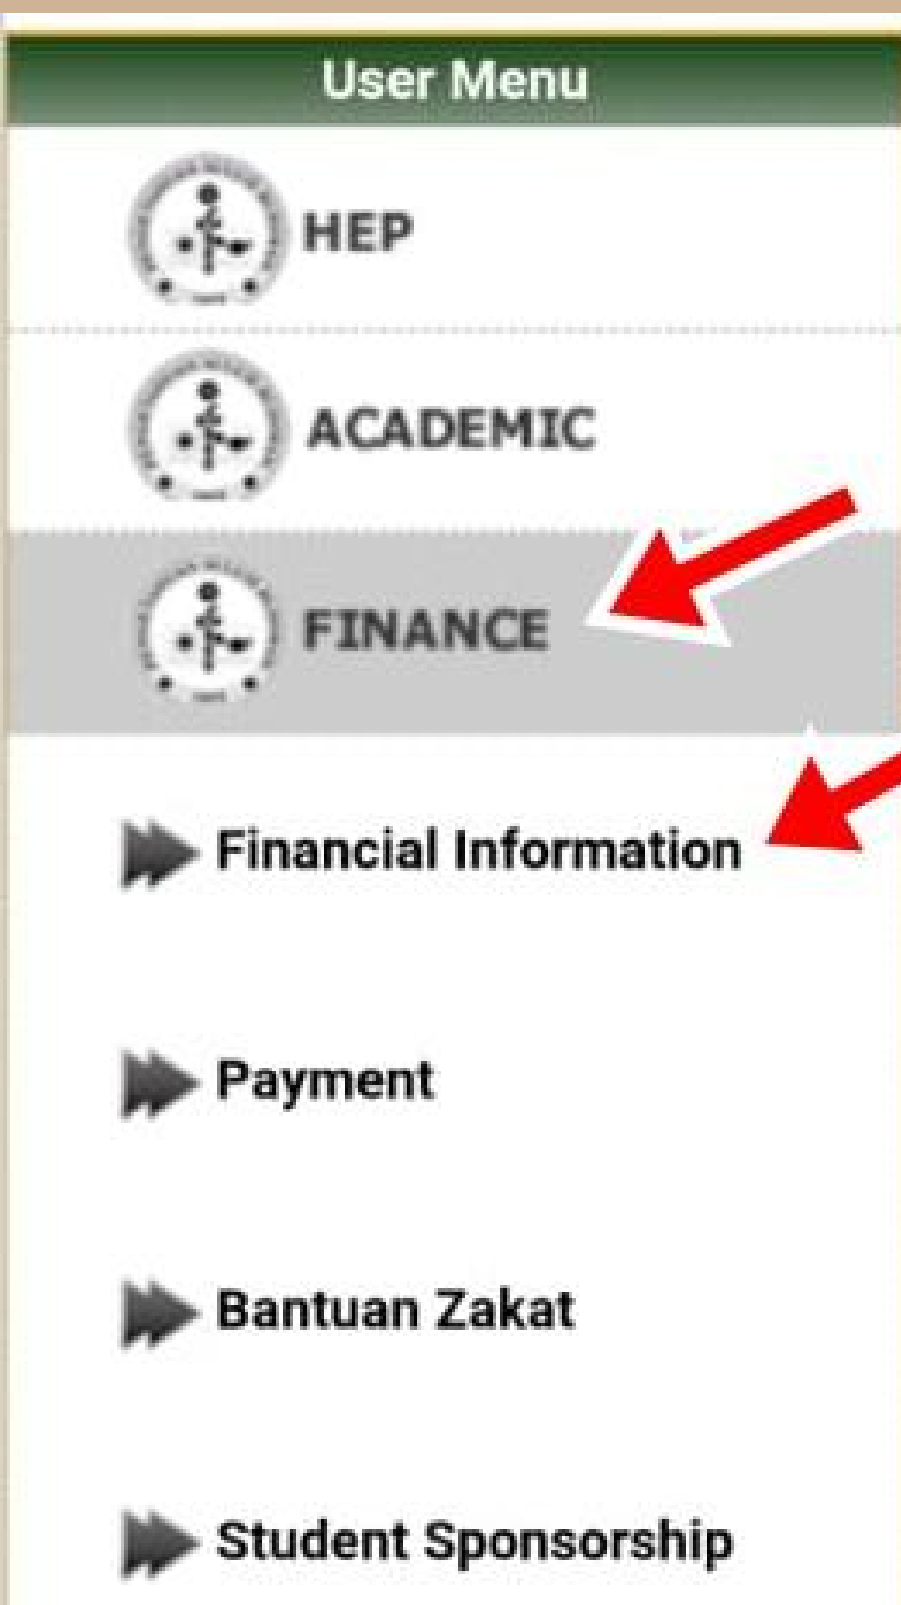 User Menu
HEP
ACADEMIC
FINANCE
Financial Information
Payment
Bantuan Zakat
Student Sponsorship